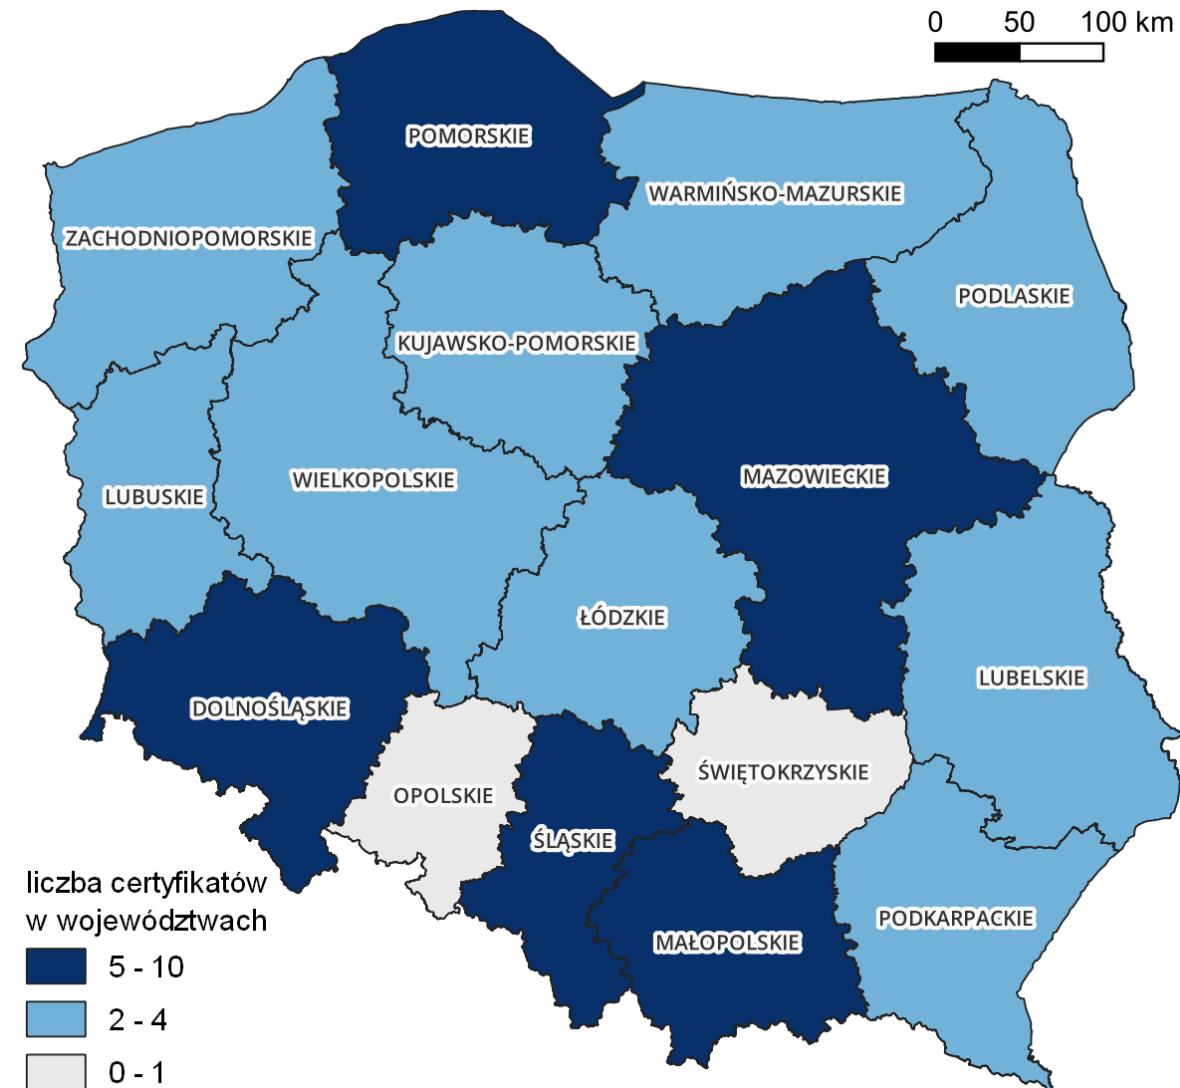 0 50 100 km
POMORSKIE
WARMIŃSKO-MAZURSKIE
ZACHODNIOPOMORSKIE
PODLASKIE
KUJAWSKO-POMORSKIE
MAZOWIECKIE
WIELKOPOLSKIE
LUBUSKIE
ŁÓDZKIE
LUBELSKIE
DOLNOŚLĄSKIE
ŚWIĘTOKRZYSKIE
OPOLSKIE
ŚLĄSKIE
PODKARPACKIE
MAŁOPOLSKIE
liczba certyfikatów
w województwach
5 - 10
2 - 4
0 - 1